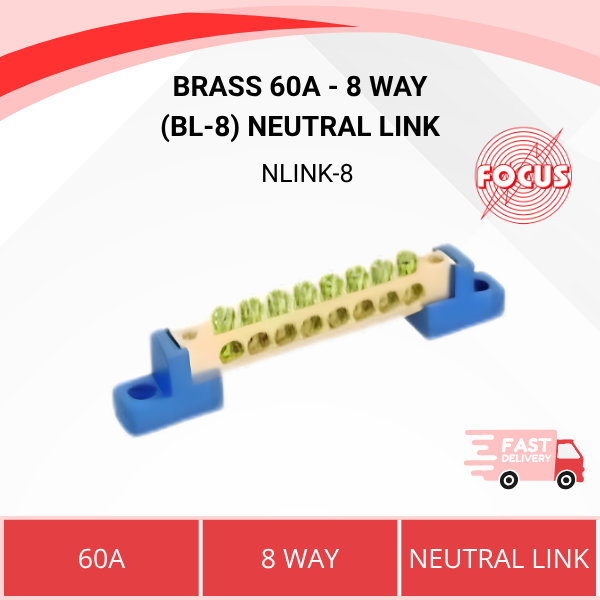 BRASS 60A - 8 WAY
(BL-8) NEUTRAL LINK
NLINK-8
FOCUS
FAST
DELIVERY
60A
8 WAY
NEUTRAL LINK